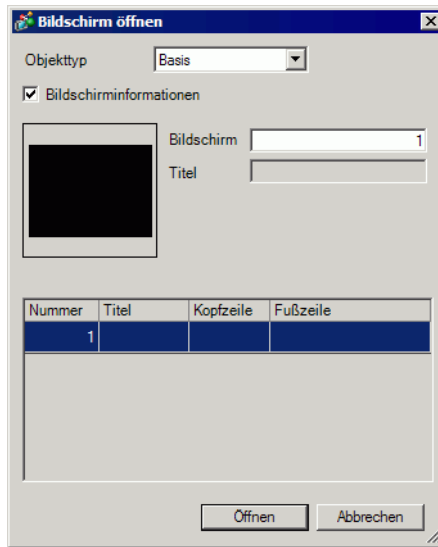 Bildschirm öffnen
Objekttyp Basis
Bildschirminformationen
Bildschirm 1
Titel
Nummer Titel Kopfzeile Fußzeile
1
Öffnen Abbrechen